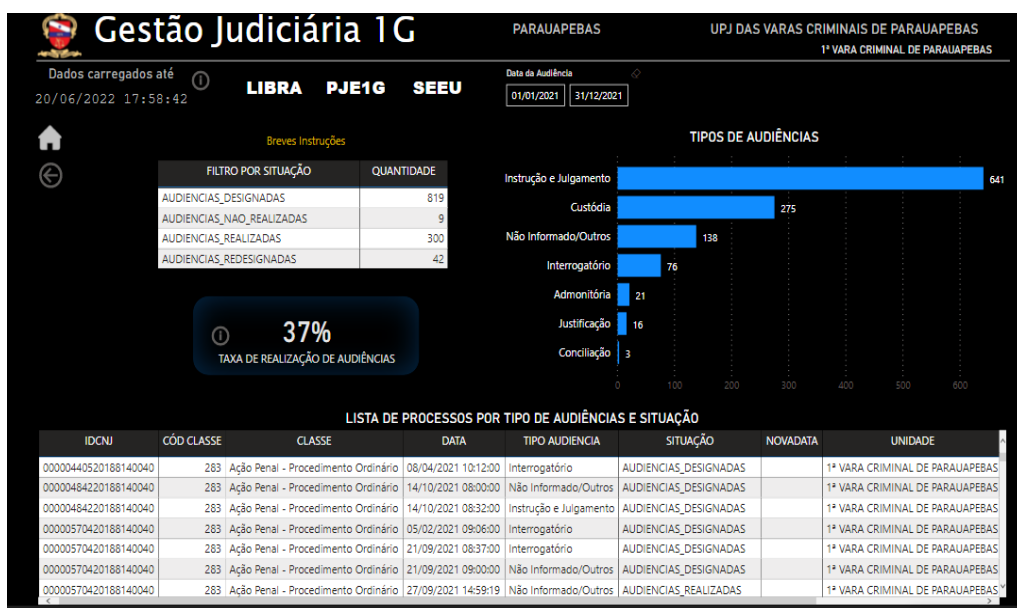 Gestão Judiciária 1G
PARAUAPEBAS
UPJ DAS VARAS CRIMINAIS DE PARAUAPEBAS
1ª VARA CRIMINAL DE PARAUAPEBAS
Dados carregados até
20/06/2022 17:58:42
LIBRA PJE1G SEEU
Data da Audiência
01/01/2021 31/12/2021
Breves Instruções
FILTRO POR SITUAÇÃO QUANTIDADE
AUDIENCIAS_DESIGNADAS 819
AUDIENCIAS_NAO_REALIZADAS 9
AUDIENCIAS_REALIZADAS 300
AUDIENCIAS_REDESIGNADAS 42
37%
TAXA DE REALIZAÇÃO DE AUDIÊNCIAS
TIPOS DE AUDIÊNCIAS
Instrução e Julgamento 641
Custódia 275
Não Informado/Outros 138
Interrogatório 76
Admonitória 21
Justificação 16
Conciliação 3
0 100 200 300 400 500 600
LISTA DE PROCESSOS POR TIPO DE AUDIÊNCIAS E SITUAÇÃO
IDCNJ CÓD CLASSE CLASSE DATA TIPO AUDIENCIA SITUAÇÃO NOVADATA UNIDADE
00000440520188140040 283 Ação Penal - Procedimento Ordinário 08/04/2021 10:12:00 Interrogatório AUDIENCIAS_DESIGNADAS 1ª VARA CRIMINAL DE PARAUAPEBAS
00000484220188140040 283 Ação Penal - Procedimento Ordinário 14/10/2021 08:00:00 Não Informado/Outros AUDIENCIAS_DESIGNADAS 1ª VARA CRIMINAL DE PARAUAPEBAS
00000484220188140040 283 Ação Penal - Procedimento Ordinário 14/10/2021 08:32:00 Instrução e Julgamento AUDIENCIAS_DESIGNADAS 1ª VARA CRIMINAL DE PARAUAPEBAS
00000570420188140040 283 Ação Penal - Procedimento Ordinário 05/02/2021 09:06:00 Interrogatório AUDIENCIAS_DESIGNADAS 1ª VARA CRIMINAL DE PARAUAPEBAS
00000570420188140040 283 Ação Penal - Procedimento Ordinário 21/09/2021 08:37:00 Interrogatório AUDIENCIAS_DESIGNADAS 1ª VARA CRIMINAL DE PARAUAPEBAS
00000570420188140040 283 Ação Penal - Procedimento Ordinário 21/09/2021 09:00:00 Não Informado/Outros AUDIENCIAS_DESIGNADAS 1ª VARA CRIMINAL DE PARAUAPEBAS
00000570420188140040 283 Ação Penal - Procedimento Ordinário 27/09/2021 14:59:19 Não Informado/Outros AUDIENCIAS_REALIZADAS 1ª VARA CRIMINAL DE PARAUAPEBAS